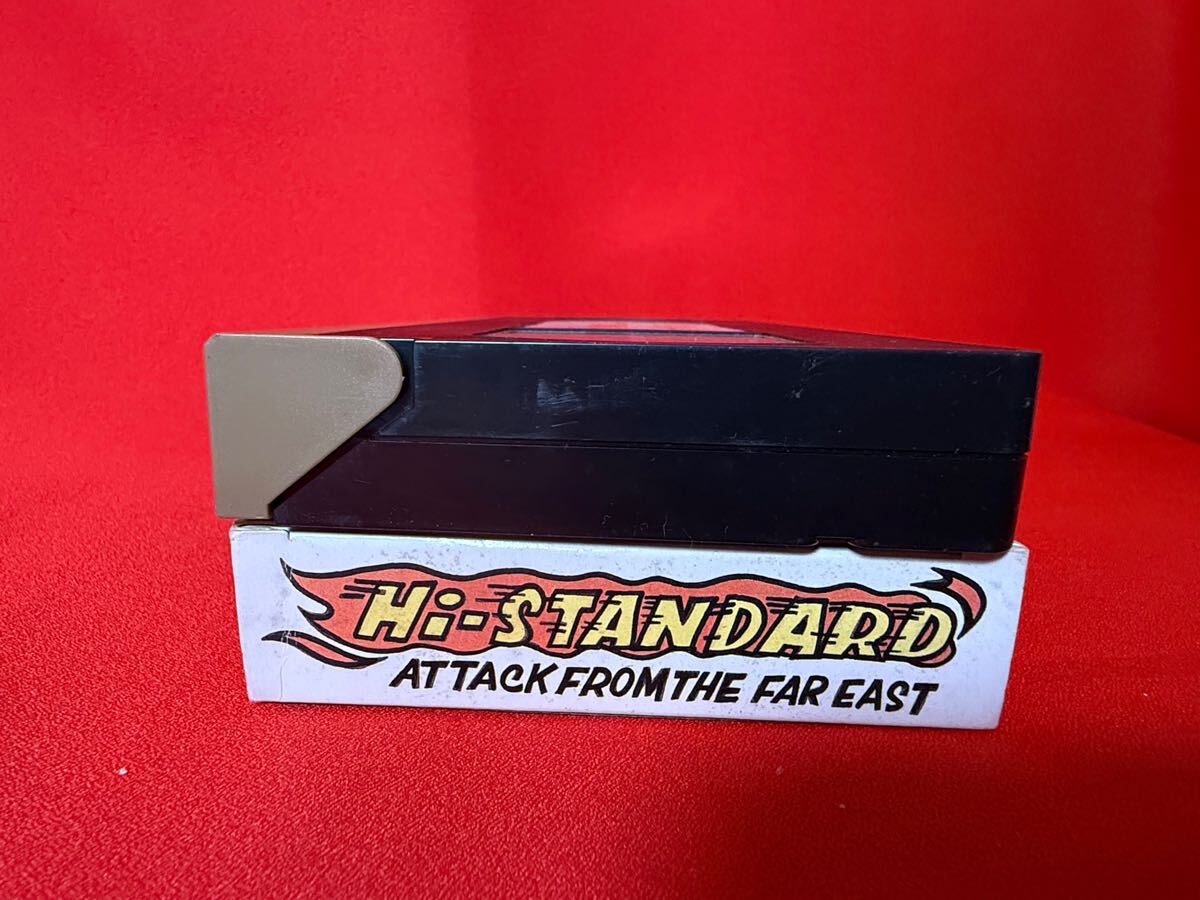 Hi-STANDARD
ATTACK FROM THE FAR EAST